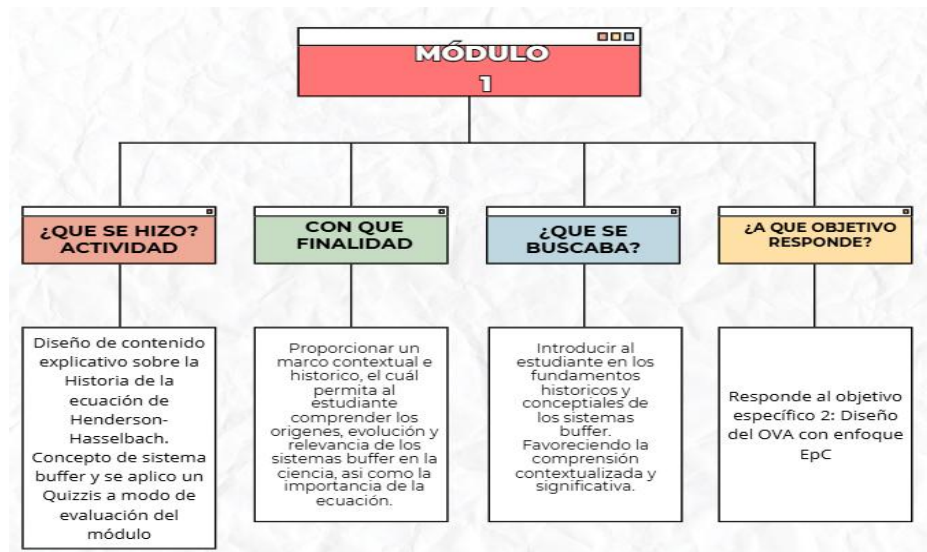 MÓDULO
1
¿QUE SE HIZO?
ACTIVIDAD
CON QUE
FINALIDAD
¿QUE SE
BUSCABA?
¿A QUE OBJETIVO
RESPONDE?
Diseño de contenido
explicativo sobre la
Historia de la
ecuación de
Henderson-
Hasselbach.
Concepto de sistema
buffer y se aplico un
Quizzis a modo de
evaluación del
módulo
Proporcionar un
marco contextual e
historico, el cuál
permita al
estudiante
comprender los
origenes, evolución y
relevancia de los
sistemas buffer en la
ciencia, asi como la
importancia de la
ecuación.
Introducir al
estudiante en los
fundamentos
historicos y
conceptiales de
los sistemas
buffer.
Favoreciendo la
comprensión
contextualizada y
significativa.
Responde al objetivo
específico 2: Diseño
del OVA con enfoque
EpC